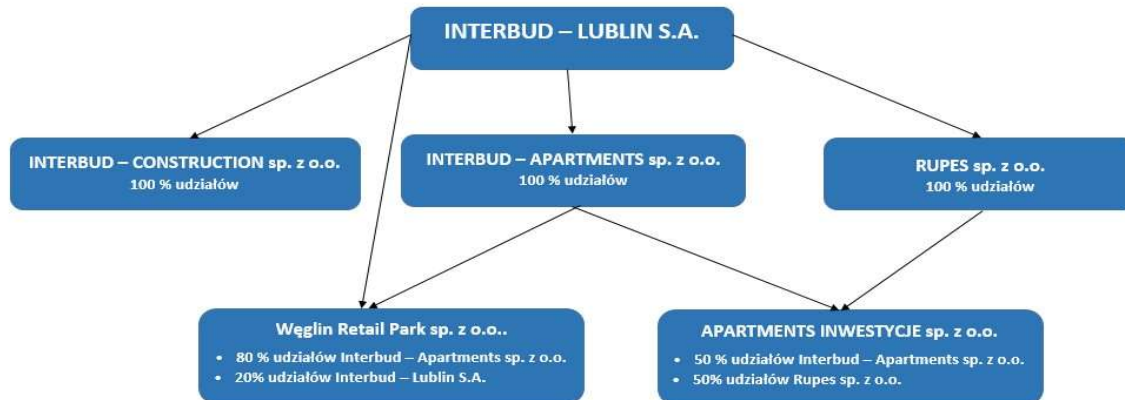 INTERBUD – LUBLIN S.A.
INTERBUD – CONSTRUCTION sp. z o.o.
100 % udziałów
INTERBUD – APARTMENTS sp. z o.o.
100 % udziałów
RUPES sp. z o.o.
100 % udziałów
Węglin Retail Park sp. z o.o..
• 80 % udziałów Interbud – Apartments sp. z o.o.
• 20% udziałów Interbud – Lublin S.A.
APARTMENTS INWESTYCJE sp. z o.o.
• 50 % udziałów Interbud – Apartments sp. z o.o.
• 50% udziałów Rupes sp. z o.o.